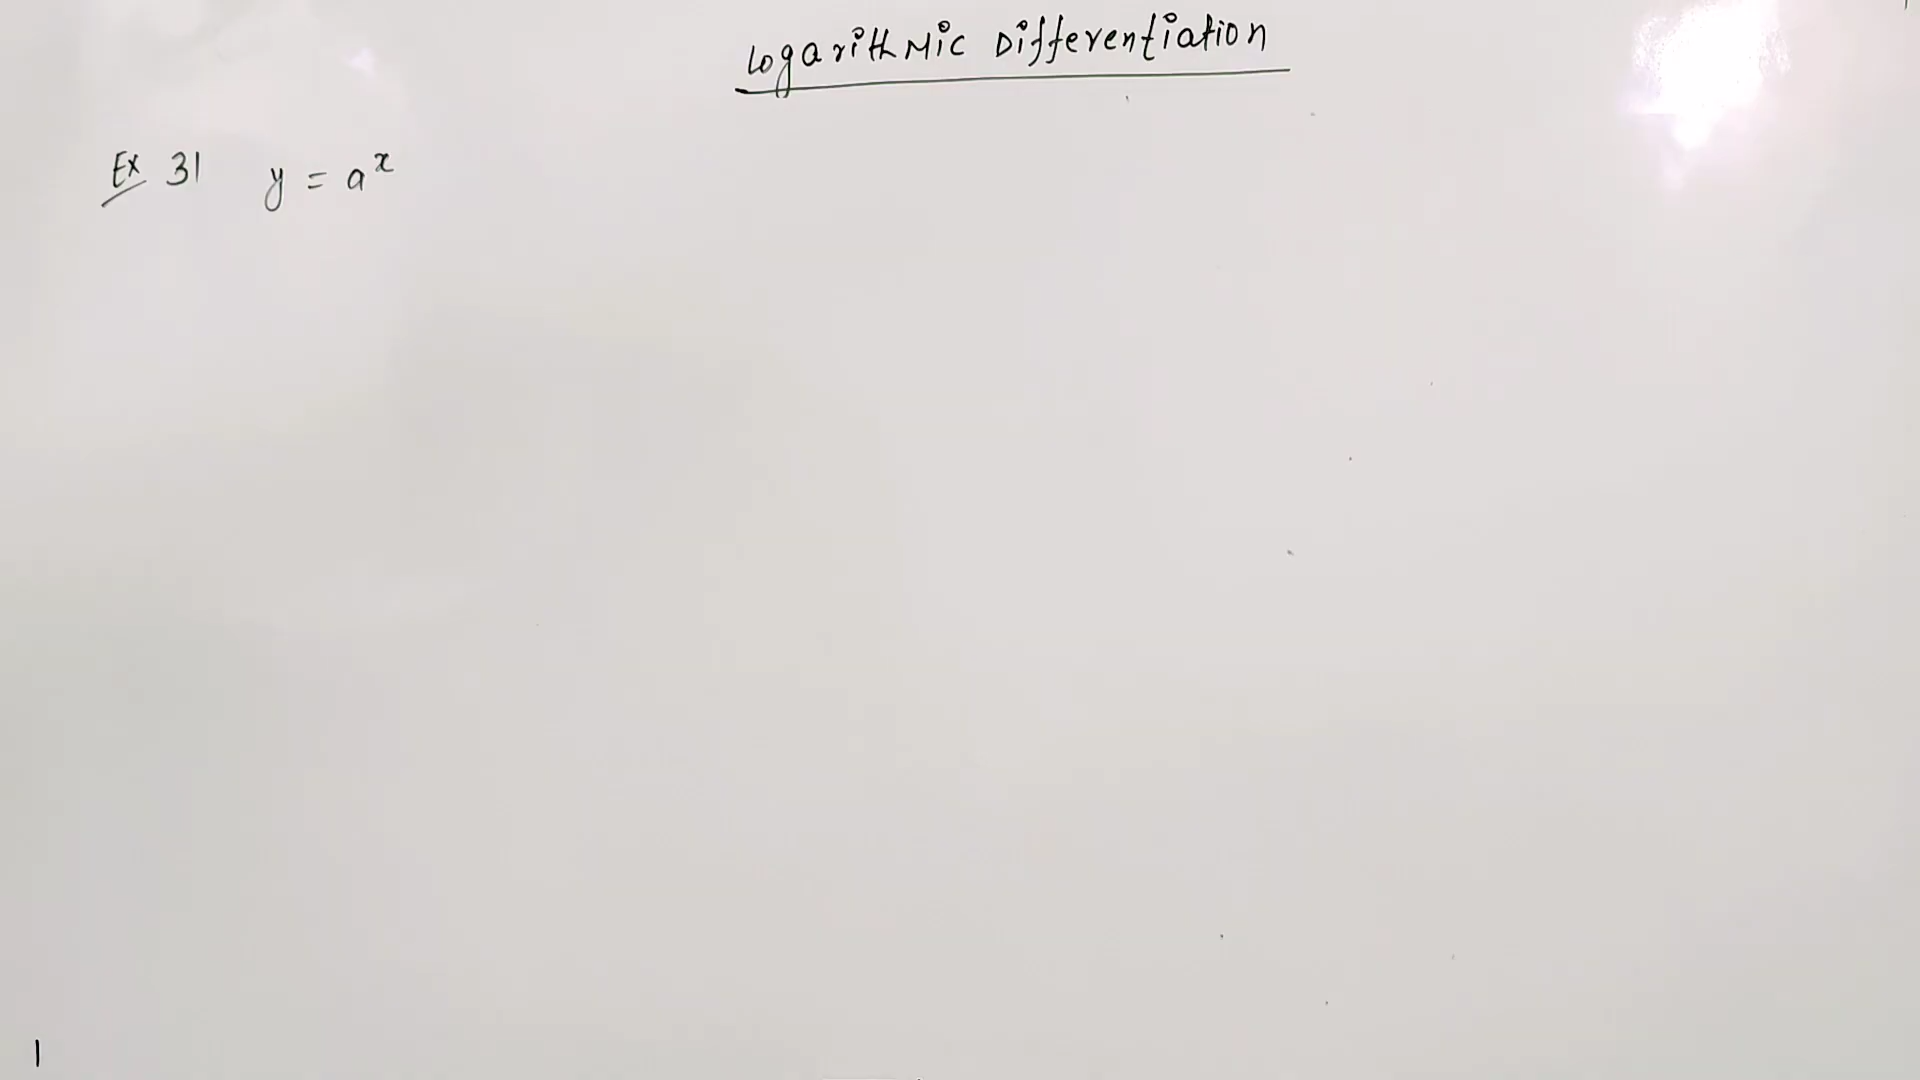 Logarithmic Differentiation
Ex 31 y = a^x
1